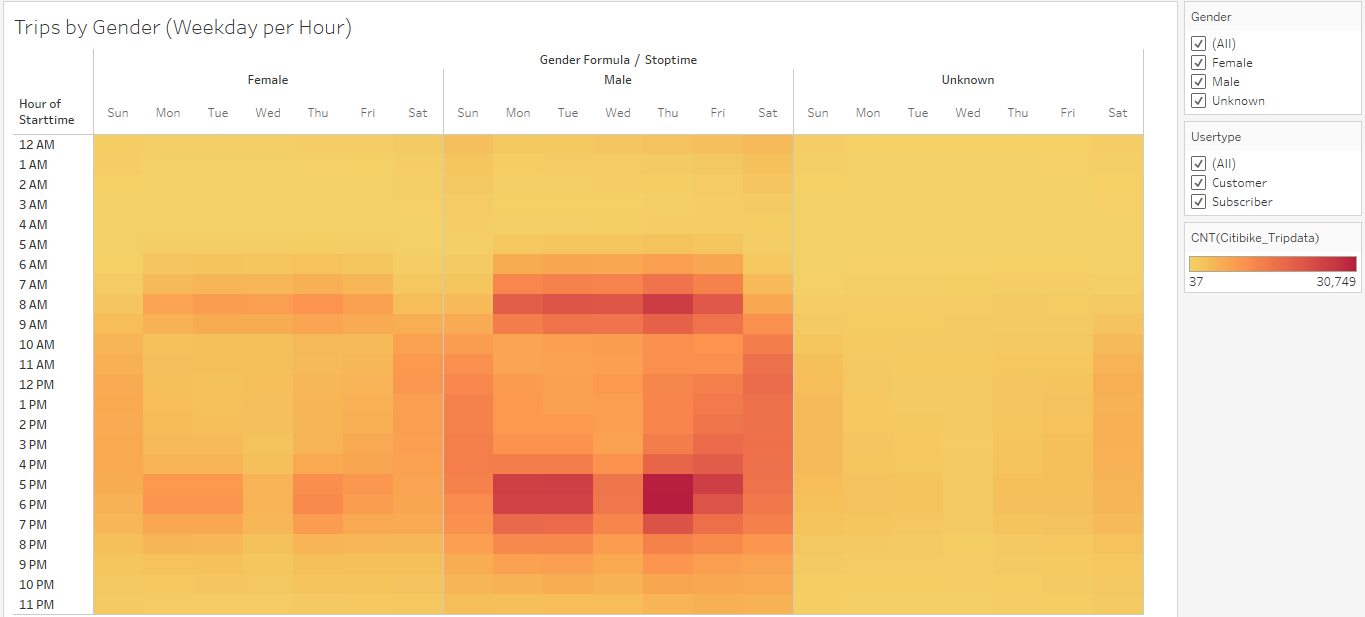 Trips by Gender (Weekday per Hour)
Gender Formula / Stoptime
Female Male Unknown
Hour of
Starttime
Sun Mon Tue Wed Thu Fri Sat Sun Mon Tue Wed Thu Fri Sat Sun Mon Tue Wed Thu Fri Sat
12 AM
1 AM
2 AM
3 AM
4 AM
5 AM
6 AM
7 AM
8 AM
9 AM
10 AM
11 AM
12 PM
1 PM
2 PM
3 PM
4 PM
5 PM
6 PM
7 PM
8 PM
9 PM
10 PM
11 PM
Gender
(All)
Female
Male
Unknown
Usertype
(All)
Customer
Subscriber
CNT(Citibike_Tripdata)
37 30,749